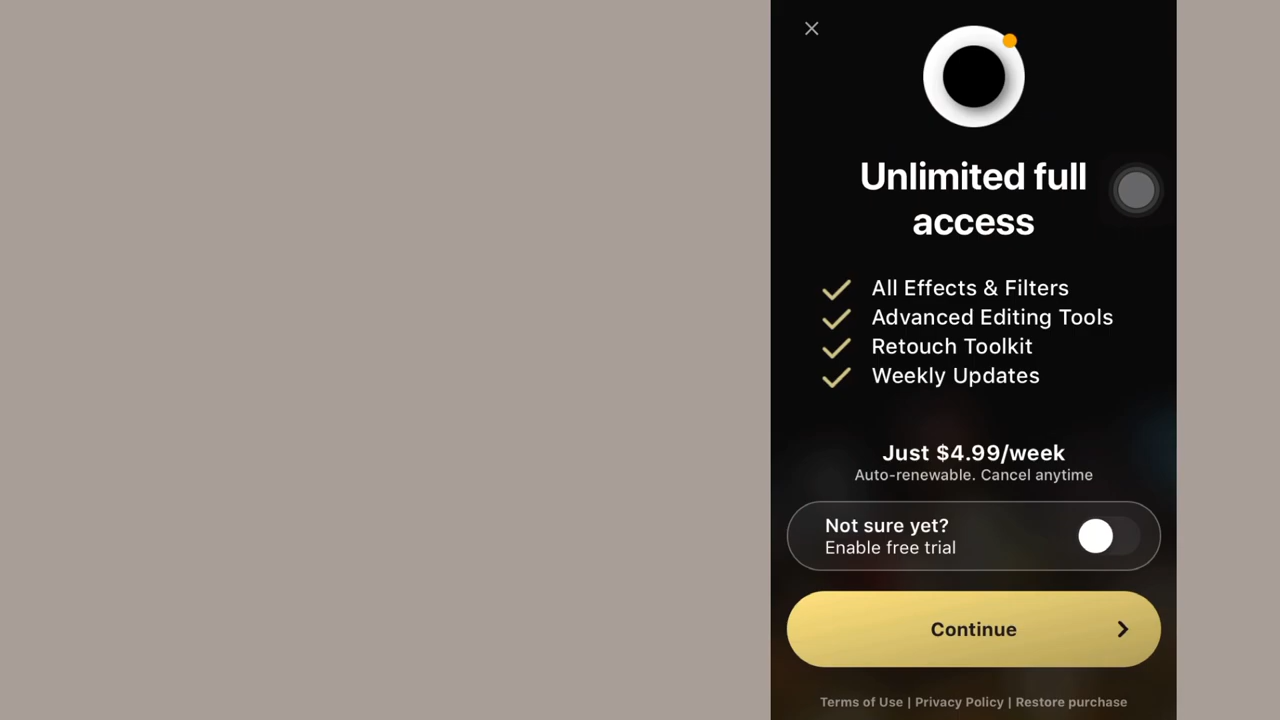 Unlimited full
access
All Effects & Filters
Advanced Editing Tools
Retouch Toolkit
Weekly Updates
Just $4.99/week
Auto-renewable. Cancel anytime
Not sure yet?
Enable free trial
Continue
Terms of Use | Privacy Policy | Restore purchase